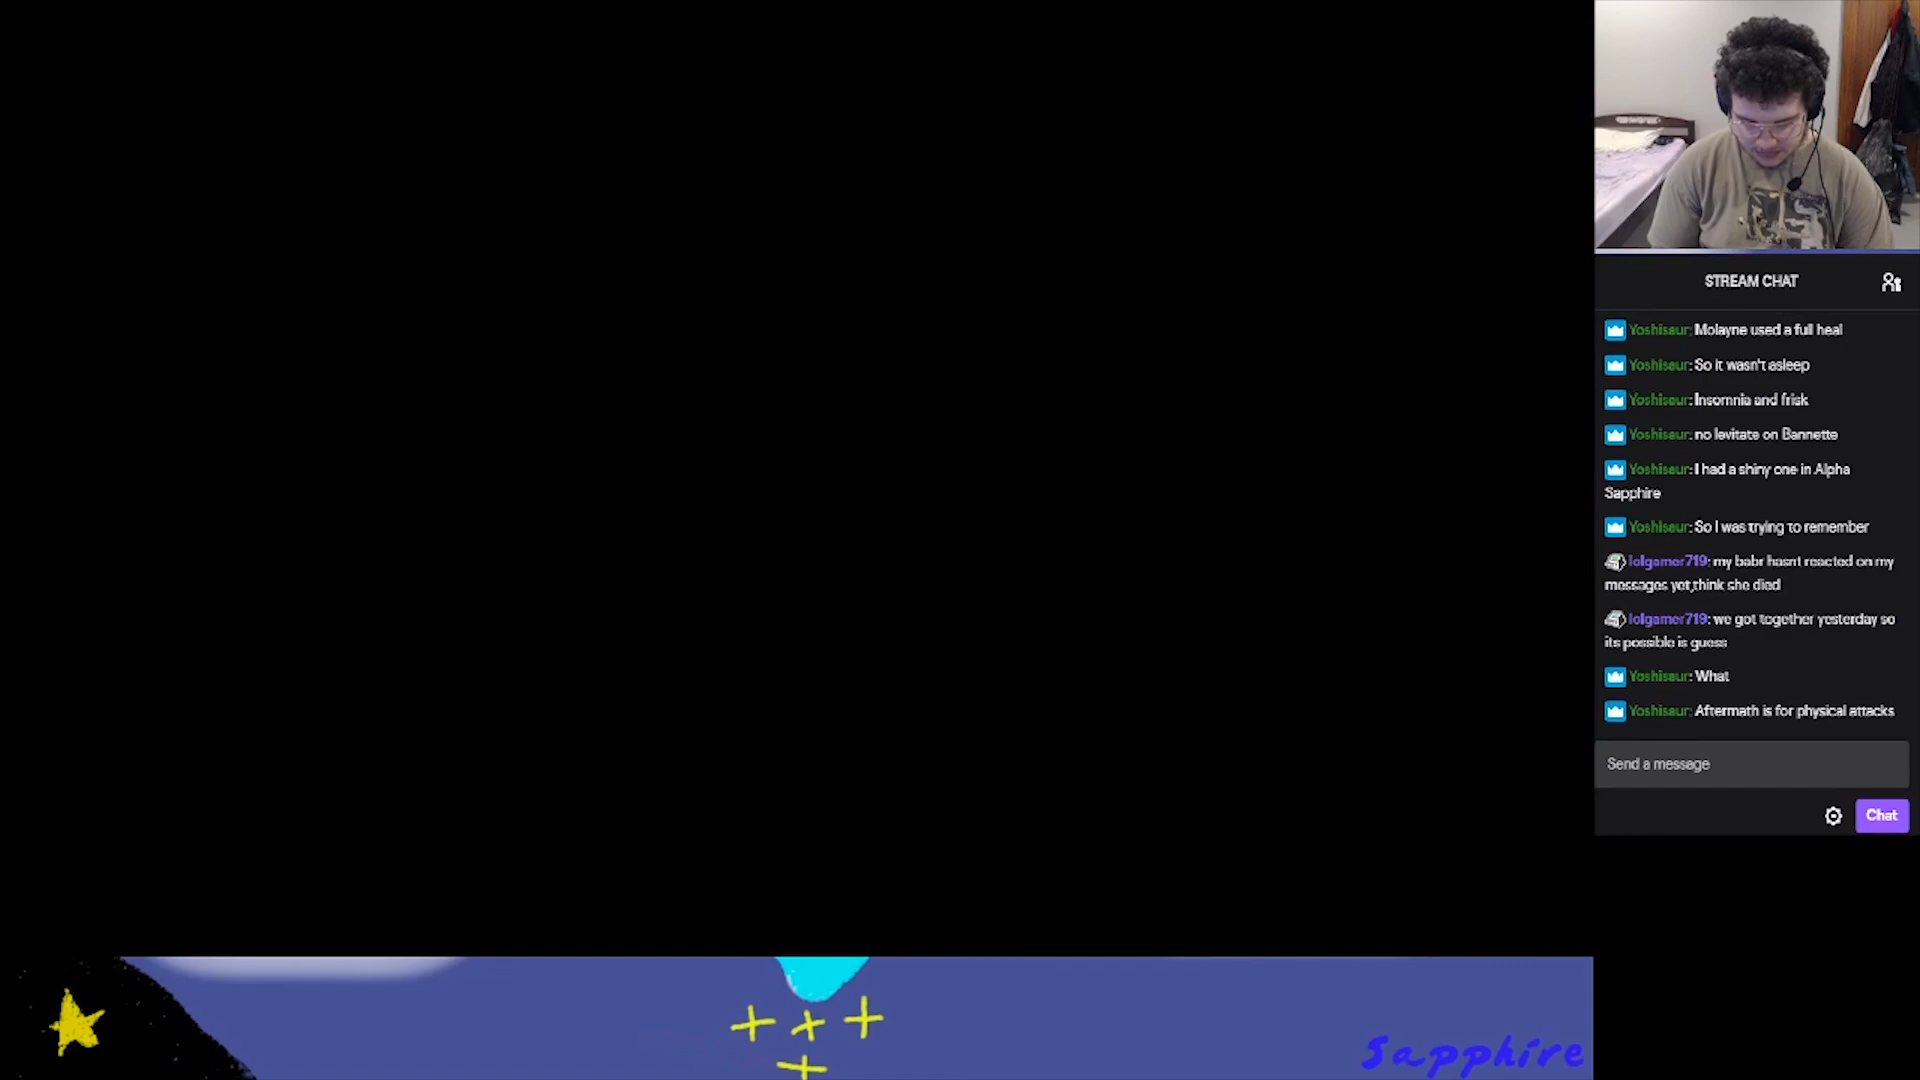 STREAM CHAT
Yoshisaur: Molayne used a full heal
Yoshisaur: So it wasn't asleep
Yoshisaur: Insomnia and frisk
Yoshisaur: no levitate on Bannette
Yoshisaur: I had a shiny one in Alpha
Sapphire
Yoshisaur: So I was trying to remember
lolgamer719: my babr hasnt reacted on my
messages yet,think she died
lolgamer719: we got together yesterday so
its possible is guess
Yoshisaur: What
Yoshisaur: Aftermath is for physical attacks
Send a message
Chat
Sapphire